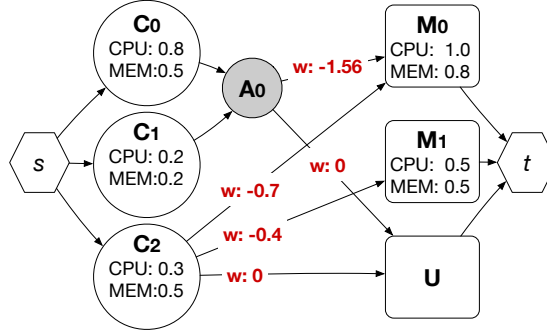 C0
CPU: 0.8
MEM:0.5
C1
CPU: 0.2
MEM:0.2
C2
CPU: 0.3
MEM:0.5
s
A0
w: -1.56
w: 0
w: -0.7
w: -0.4
w: 0
M0
CPU: 1.0
MEM: 0.8
M1
CPU: 0.5
MEM: 0.5
U
t